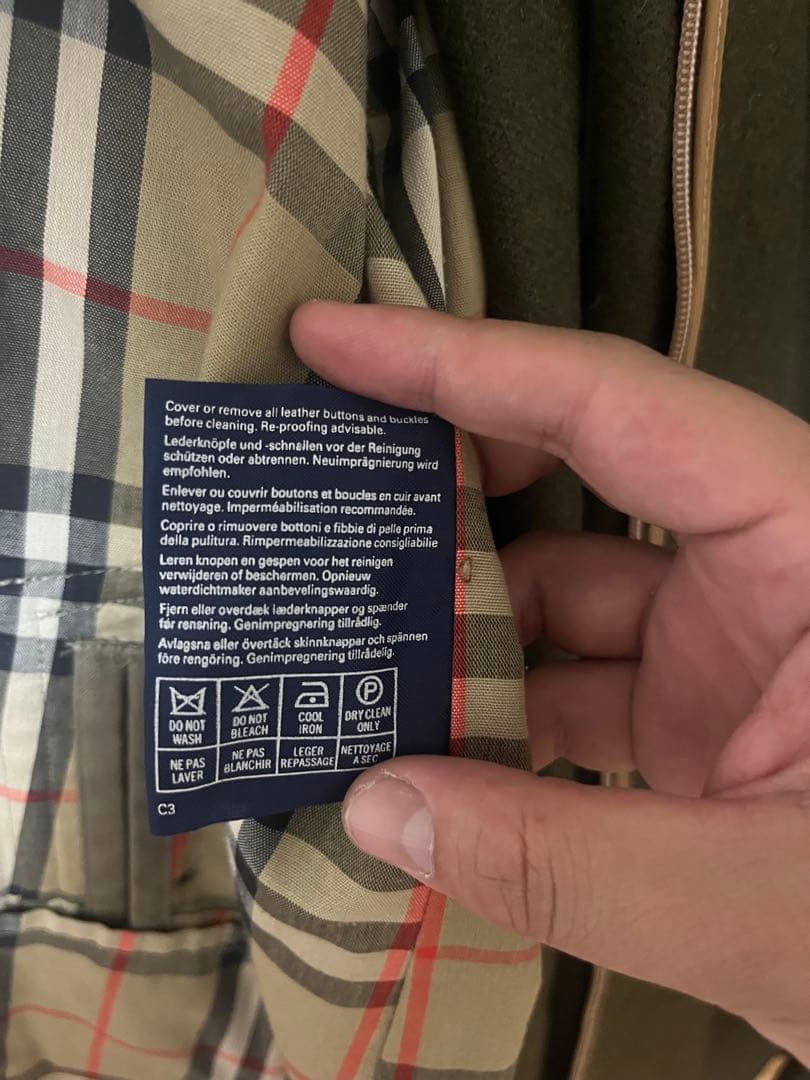 Cover or remove all leather buttons and buckles
before cleaning. Re-proofing advisable.
Lederknöpfe und -schnallen vor der Reinigung
schützen oder abtrennen. Neuimprägnierung wird
empfohlen.
Enlever ou couvrir boutons et boucles en cuir avant
nettoyage. Imperméabilisation recommandée.
Coprire o rimuovere bottoni e fibbie di pelle prima
della pulitura. Rimpermeabilizzazione consigliabilie
Leren knopen en gespen voor het reinigen
verwijderen of beschermen. Opnieuw
waterdichtmaker aanbevelingswaardig.
Fjern eller overdæk læderknapper og spænder
før rensning. Genimpregnering tillrådlig.
Avlagsna eller övertäck skinnknappar och spännen
före rengöring. Genimpregnering tillrådelig.
P
DO NOT WASH
DO NOT BLEACH
COOL IRON
DRY CLEAN ONLY
NE PAS LAVER
NE PAS BLANCHIR
LEGER REPASSAGE
NETTOYAGE A SEC
C3